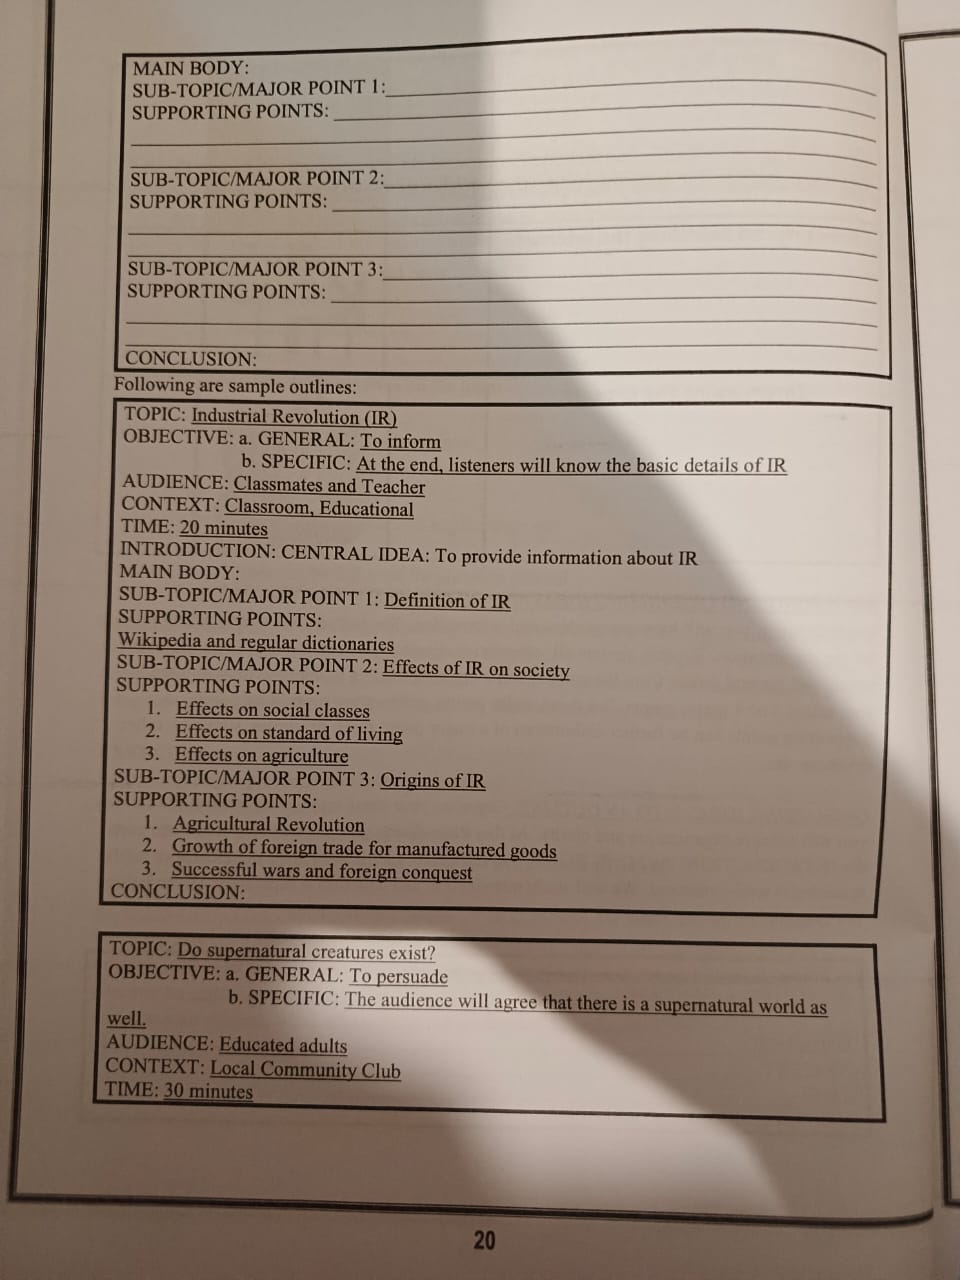 MAIN BODY:
SUB-TOPIC/MAJOR POINT 1:
SUPPORTING POINTS:
SUB-TOPIC/MAJOR POINT 2:
SUPPORTING POINTS:
SUB-TOPIC/MAJOR POINT 3:
SUPPORTING POINTS:
CONCLUSION:
Following are sample outlines:
TOPIC: Industrial Revolution (IR)
OBJECTIVE: a. GENERAL: To inform
b. SPECIFIC: At the end, listeners will know the basic details of IR
AUDIENCE: Classmates and Teacher
CONTEXT: Classroom, Educational
TIME: 20 minutes
INTRODUCTION: CENTRAL IDEA: To provide information about IR
MAIN BODY:
SUB-TOPIC/MAJOR POINT 1: Definition of IR
SUPPORTING POINTS:
Wikipedia and regular dictionaries
SUB-TOPIC/MAJOR POINT 2: Effects of IR on society
SUPPORTING POINTS:
1. Effects on social classes
2. Effects on standard of living
3. Effects on agriculture
SUB-TOPIC/MAJOR POINT 3: Origins of IR
SUPPORTING POINTS:
1. Agricultural Revolution
2. Growth of foreign trade for manufactured goods
3. Successful wars and foreign conquest
CONCLUSION:
TOPIC: Do supernatural creatures exist?
OBJECTIVE: a. GENERAL: To persuade
b. SPECIFIC: The audience will agree that there is a supernatural world as
well.
AUDIENCE: Educated adults
CONTEXT: Local Community Club
TIME: 30 minutes
20